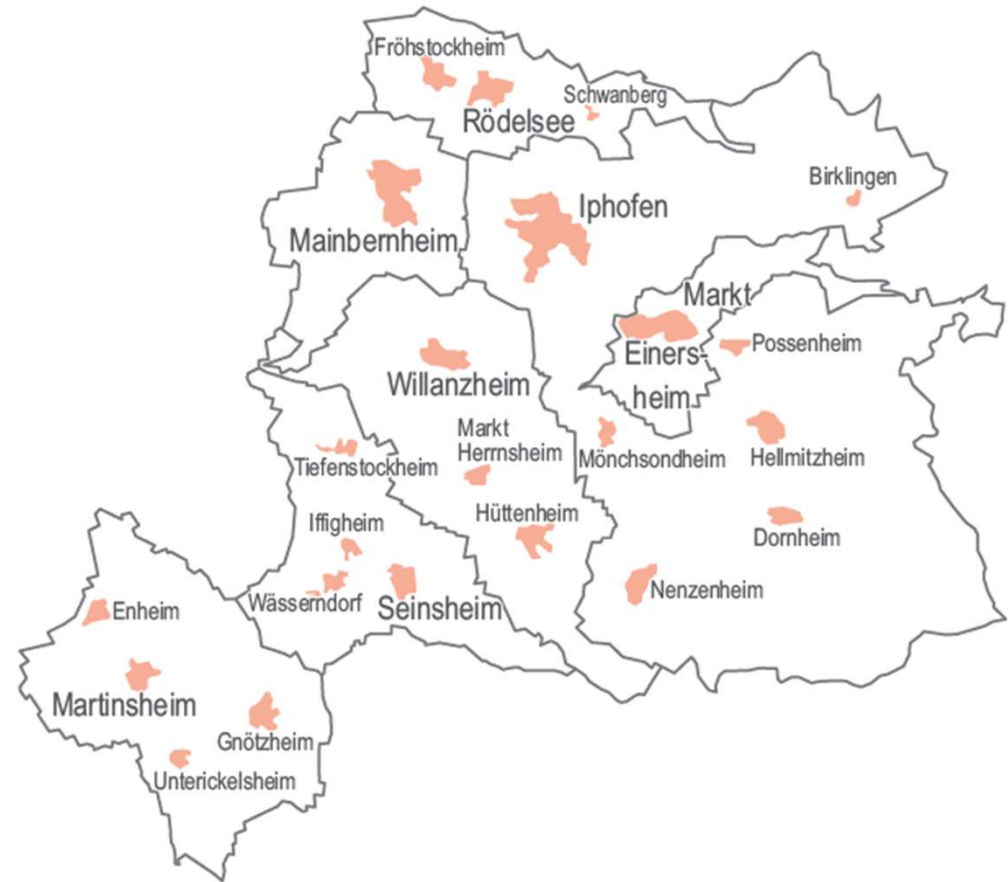 Fröhstockheim
Schwanberg
Rödelsee
Birklingen
Iphofen
Mainbernheim
Markt
Einers-
heim
Possenheim
Willanzheim
Markt
Herrnsheim
Mönchsondheim
Hellmitzheim
Tiefenstockheim
Hüttenheim
Iffigheim
Dornheim
Nenzenheim
Wässerndorf
Seinsheim
Enheim
Martinsheim
Gnötzheim
Unterickelsheim